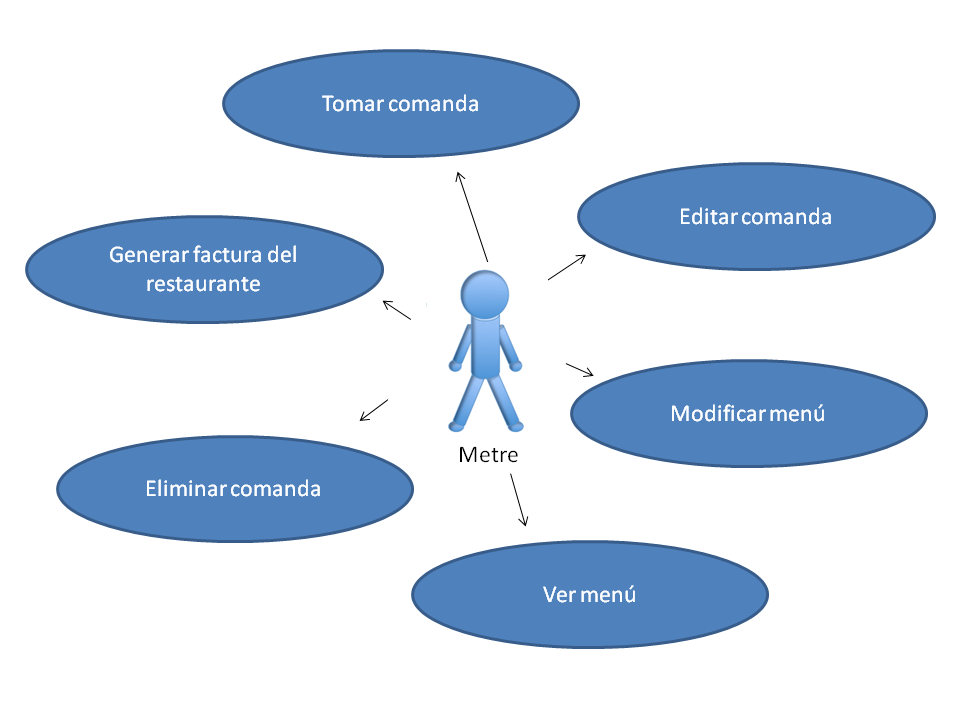 Tomar comanda
Editar comanda
Generar factura del
restaurante
Modificar menú
Metre
Eliminar comanda
Ver menú